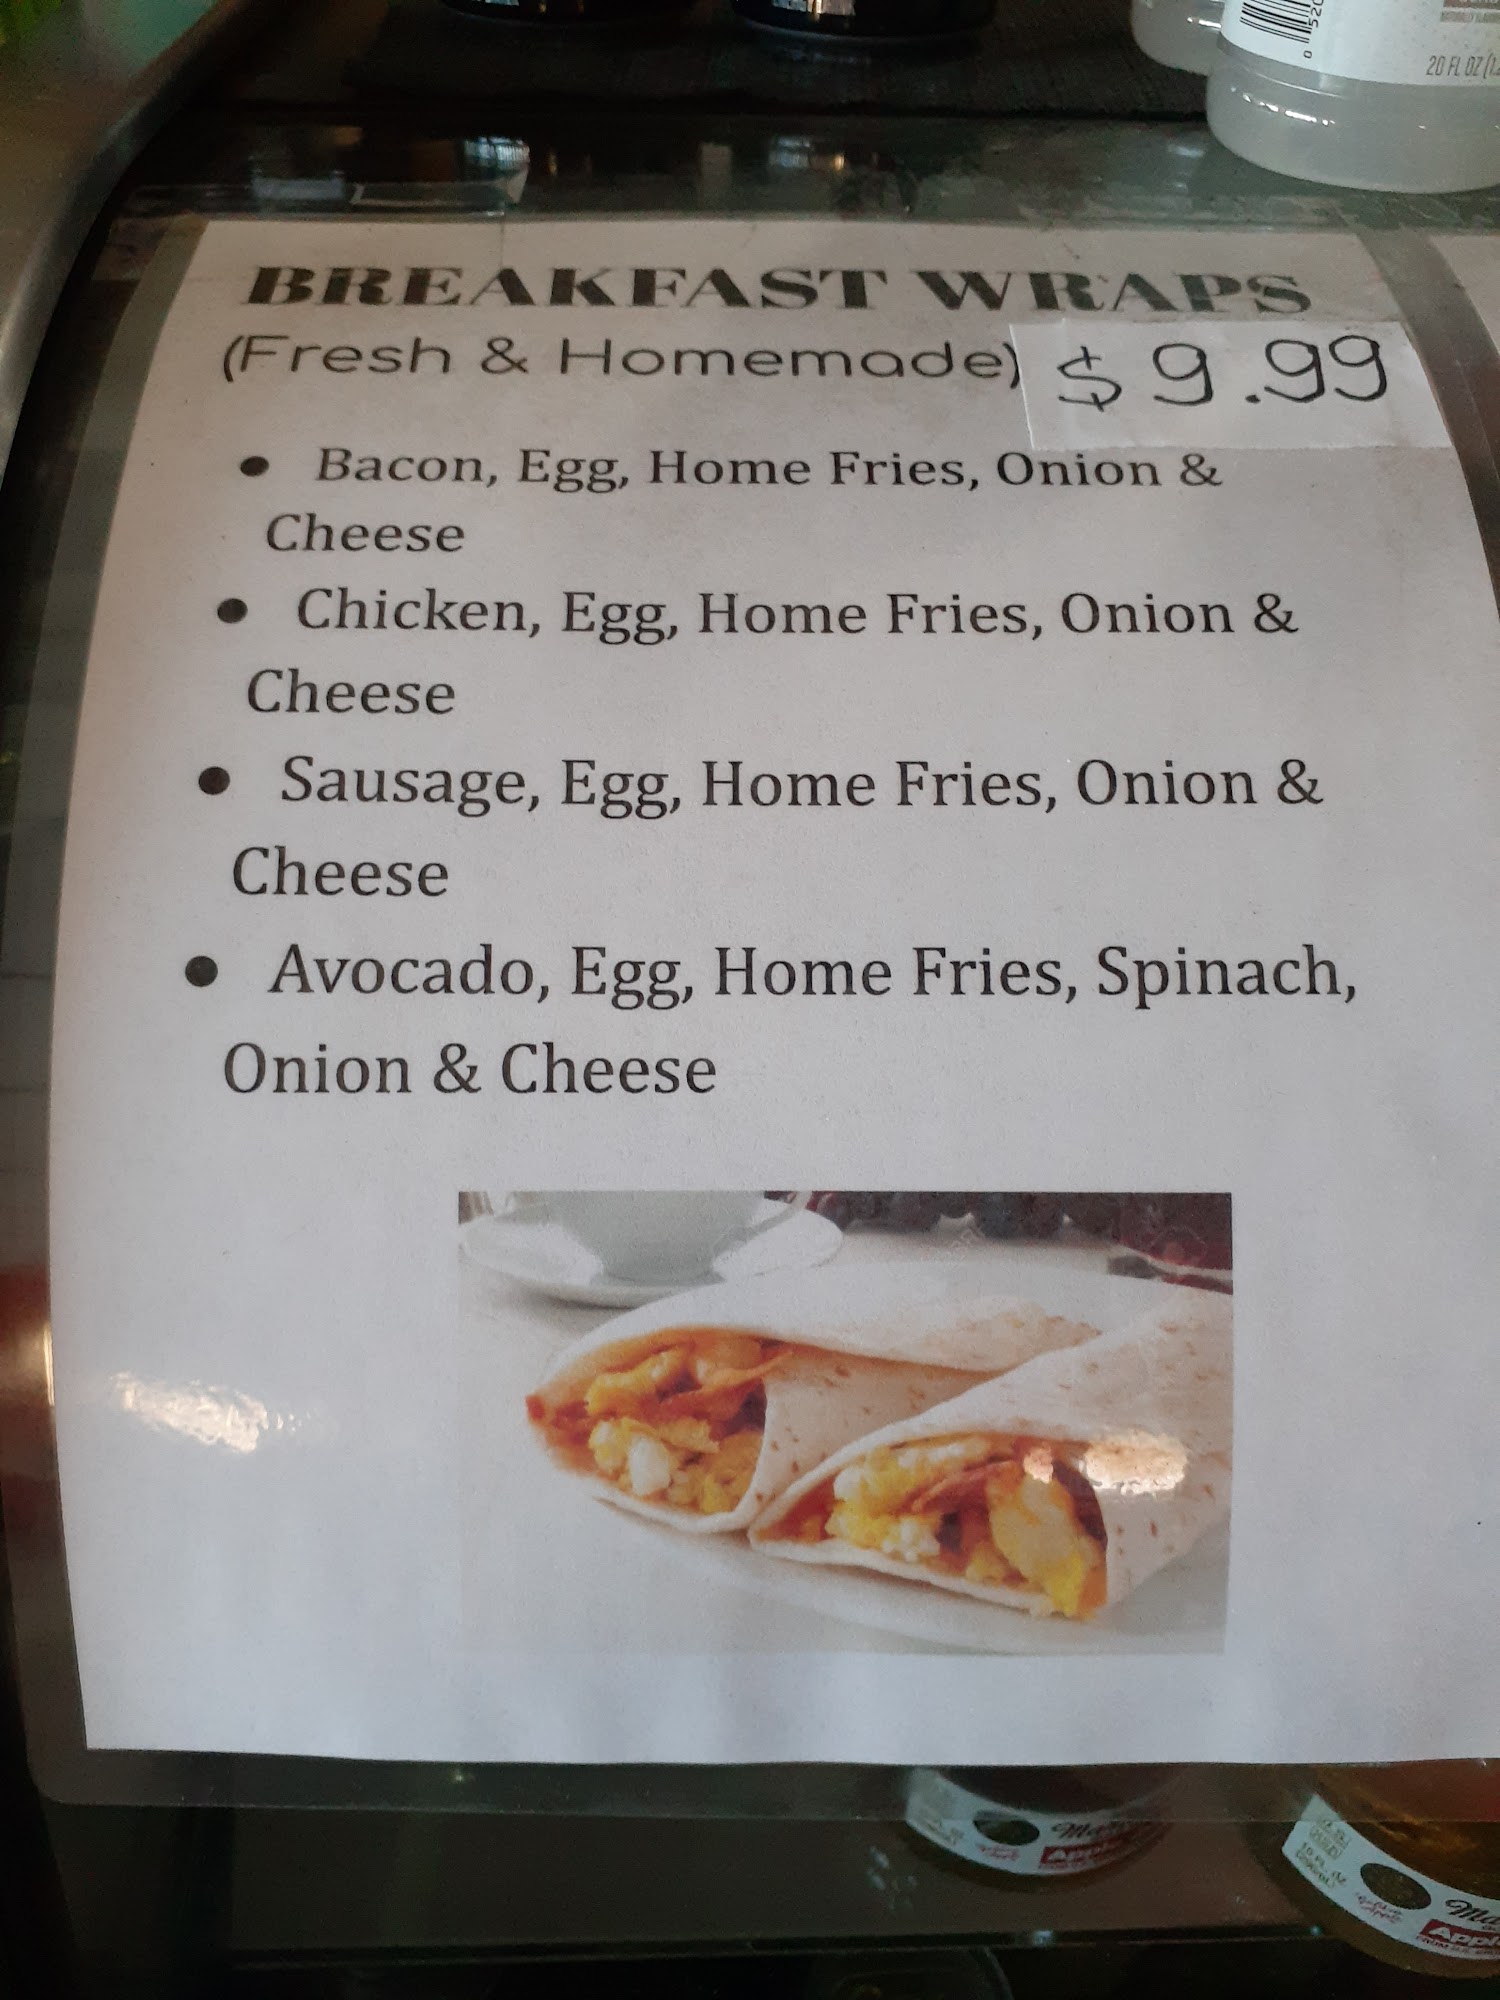 20 FL OZ
BREAKFAST WRAPS
(Fresh & Homemade) $9.99
• Bacon, Egg, Home Fries, Onion &
Cheese
• Chicken, Egg, Home Fries, Onion &
Cheese
• Sausage, Egg, Home Fries, Onion &
Cheese
• Avocado, Egg, Home Fries, Spinach,
Onion & Cheese